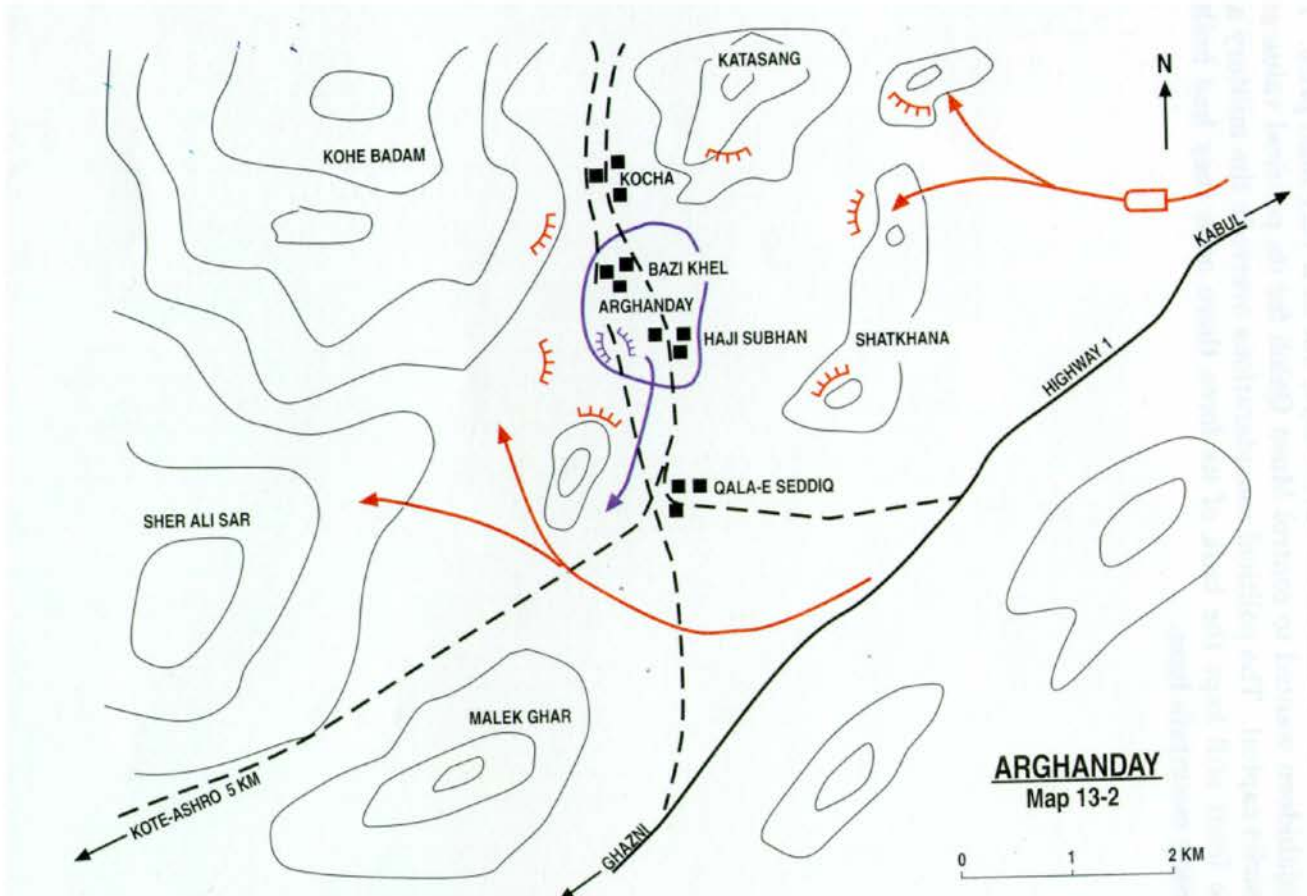 KATASANG
N
KOHE BADAM
KOCHA
KABUL
BAZI KHEL
ARGHANDAY
HAJI SUBHAN
SHATKHANA
HIGHWAY 1
QALA-E SEDDIQ
SHER ALI SAR
MALEK GHAR
KOTE-ASHRO 5 KM
GHAZNI
ARGHANDAY
Map 13-2
0 1 2 KM